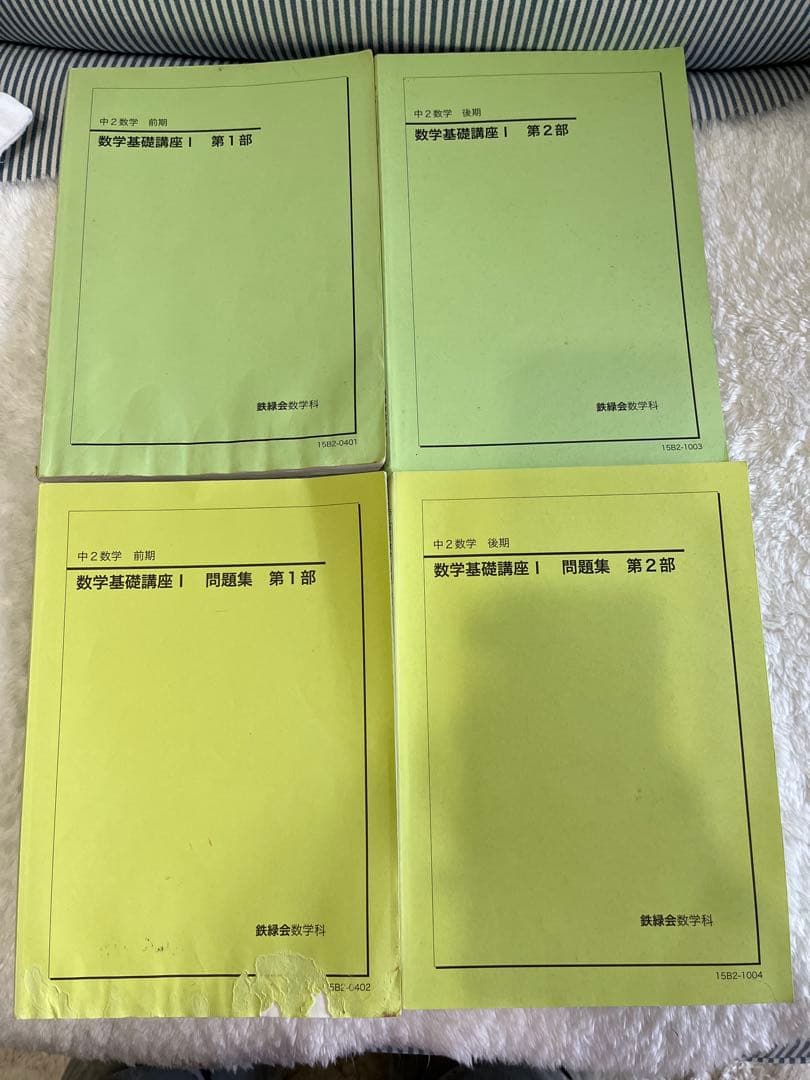 中2数学 前期
数学基礎講座Ⅰ 第1部
鉄緑会数学科
15B2-0401
中2数学 後期
数学基礎講座Ⅰ 第2部
鉄緑会数学科
15B2-1003
中2数学 前期
数学基礎講座Ⅰ 問題集 第1部
鉄緑会数学科
5B2-0402
中2数学 後期
数学基礎講座Ⅰ 問題集 第2部
鉄緑会数学科
15B2-1004